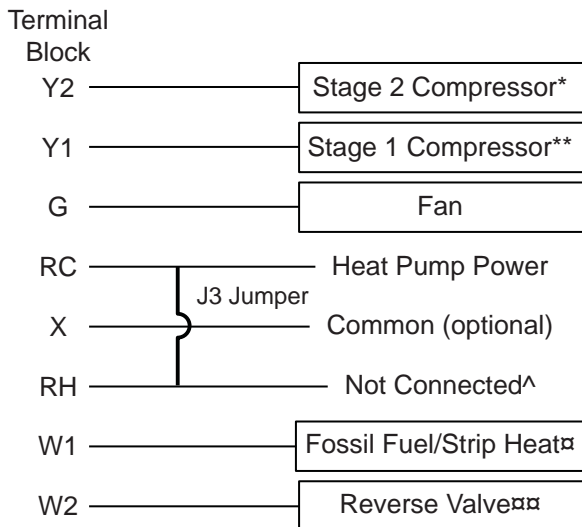 Terminal
Block
Y2 Stage 2 Compressor*
Y1 Stage 1 Compressor**
G Fan
RC Heat Pump Power
J3 Jumper
X Common (optional)
RH Not Connected^
W1 Fossil Fuel/Strip Heat¤
W2 Reverse Valve¤¤